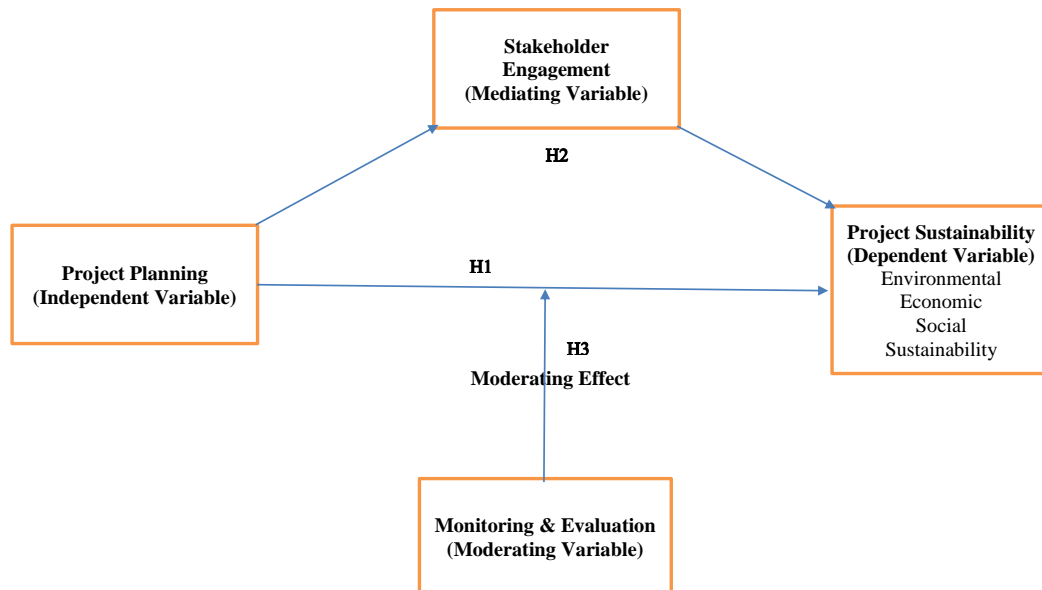 Stakeholder
Engagement
(Mediating Variable)
H2
Project Sustainability
(Dependent Variable)
Environmental
Economic
Social
Sustainability
Project Planning
(Independent Variable)
H1
H3
Moderating Effect
Monitoring & Evaluation
(Moderating Variable)